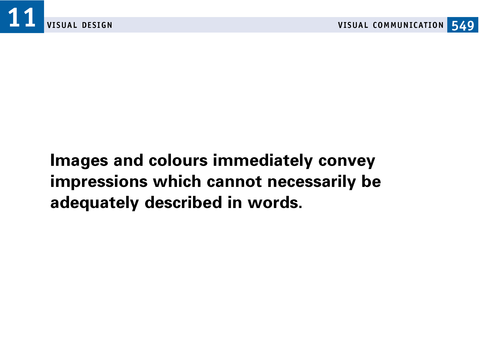 11
VISUAL DESIGN
VISUAL COMMUNICATION 549
Images and colours immediately convey
impressions which cannot necessarily be
adequately described in words.